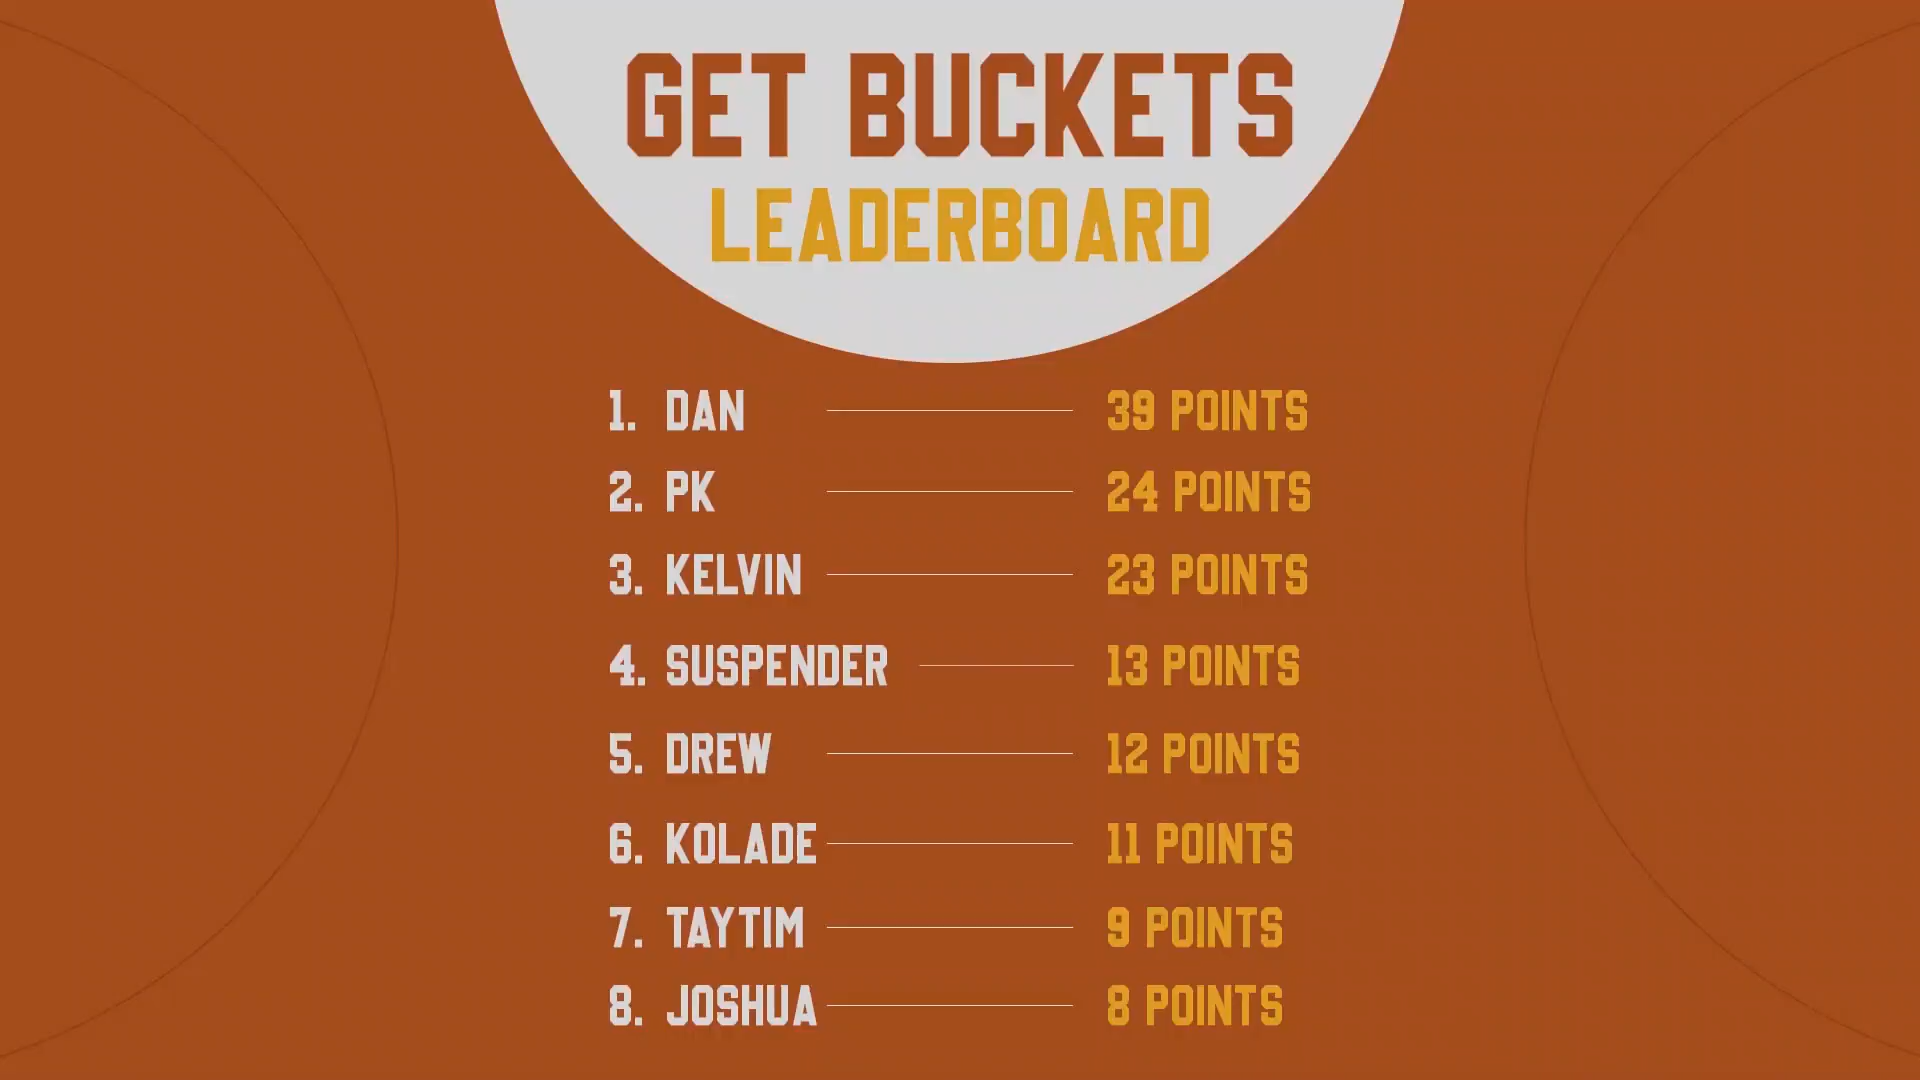 GET BUCKETS
LEADERBOARD
1. DAN 39 POINTS
2. PK 24 POINTS
3. KELVIN 23 POINTS
4. SUSPENDER 13 POINTS
5. DREW 12 POINTS
6. KOLADE 11 POINTS
7. TAYTIM 9 POINTS
8. JOSHUA 8 POINTS